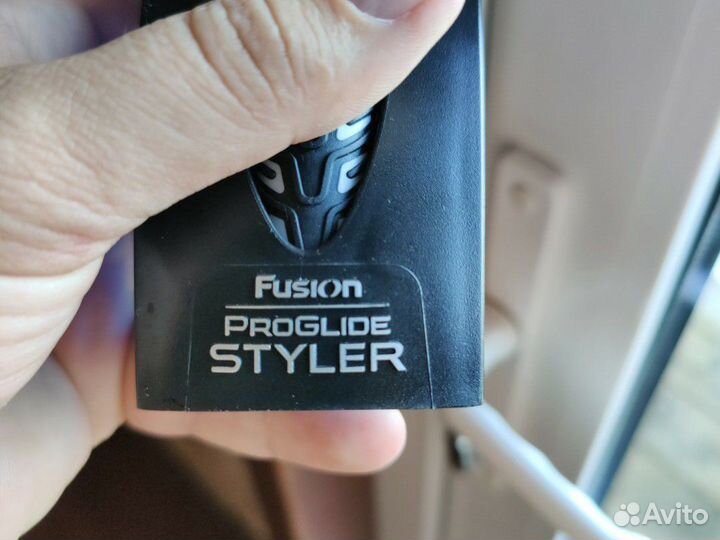 Fusion
PROGLIDE
STYLER
Avito